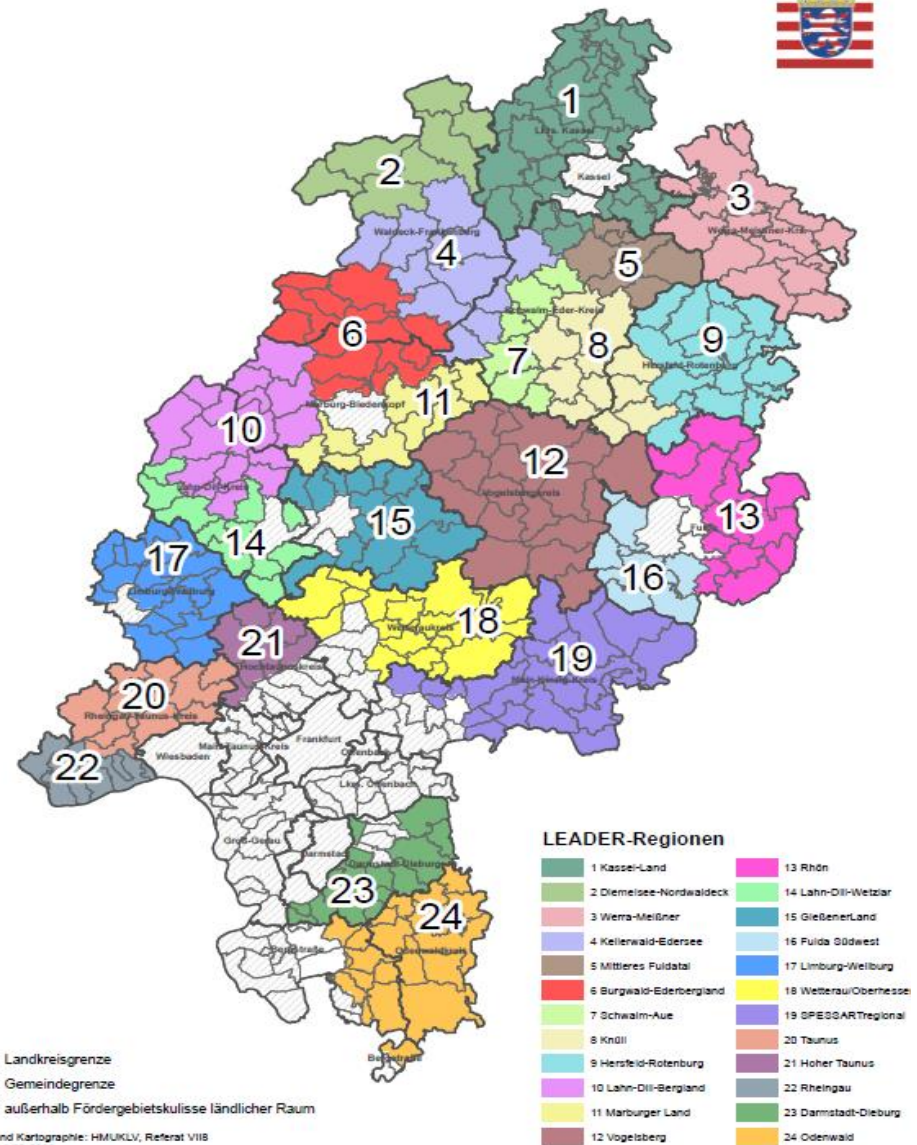 1
Lkrs. Kassel
2
Kassel
3
Werra-Meißner-Krs.
Waldeck-Frankenberg
4
5
Schwalm-Eder-Kreis
6
8
9
7
Hersfeld-Rotenburg
Marburg-Biedenkopf
11
10
12
Lahn-Dill-Kreis
Vogelsbergkreis
15
13
14
17
16
Limburg-Weilburg
18
Wetteraukreis
21
19
Hochtaunuskreis
Main-Kinzig-Kreis
20
Rheingau-Taunus-Kreis
Main-Taunus-Kreis
Frankfurt
Offenbach
22
Wiesbaden
Lkrs. Offenbach
Groß-Gerau
Darmstadt
Darmstadt-Dieburg
23
24
Bergstraße
Odenwaldkreis
Bergstraße
LEADER-Regionen
1 Kassel-Land
2 Diemelsee-Nordwaldeck
3 Werra-Meißner
4 Kellerwald-Edersee
5 Mittleres Fuldatal
6 Burgwald-Ederbergland
7 Schwalm-Aue
8 Knüll
9 Hersfeld-Rotenburg
10 Lahn-Dill-Bergland
11 Marburger Land
12 Vogelsberg
13 Rhön
14 Lahn-Dill-Wetzlar
15 GießenerLand
16 Fulda Südwest
17 Limburg-Weilburg
18 Wetterau/Oberhessen
19 SPESSARTregional
20 Taunus
21 Hoher Taunus
22 Rheingau
23 Darmstadt-Dieburg
24 Odenwald
Landkreisgrenze
Gemeindegrenze
außerhalb Fördergebietskulisse ländlicher Raum
nd Kartographie: HMUKLV, Referat VII8